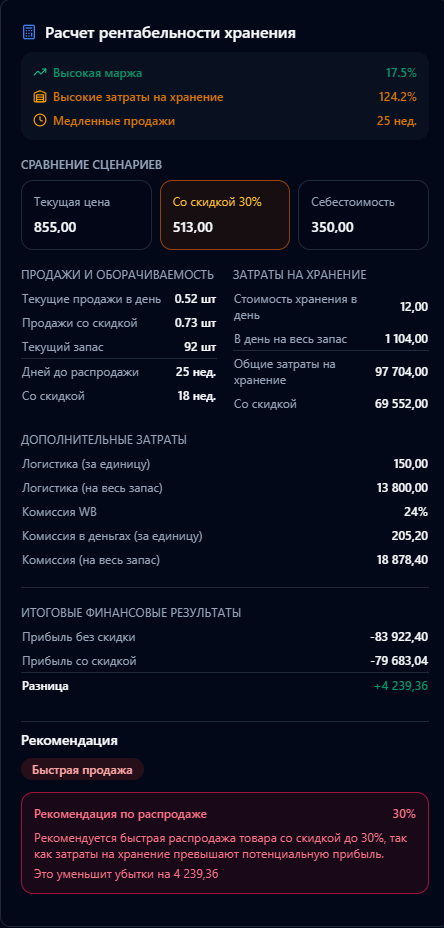 Расчет рентабельности хранения
Высокая маржа 17.5%
Высокие затраты на хранение 124.2%
Медленные продажи 25 нед.
СРАВНЕНИЕ СЦЕНАРИЕВ
Текущая цена
855,00
Со скидкой 30%
513,00
Себестоимость
350,00
ПРОДАЖИ И ОБОРАЧИВАЕМОСТЬ
Текущие продажи в день 0.52 шт
Продажи со скидкой 0.73 шт
Текущий запас 92 шт
Дней до распродажи 25 нед.
Со скидкой 18 нед.
ЗАТРАТЫ НА ХРАНЕНИЕ
Стоимость хранения в
день 12,00
В день на весь запас 1 104,00
Общие затраты на
хранение 97 704,00
Со скидкой 69 552,00
ДОПОЛНИТЕЛЬНЫЕ ЗАТРАТЫ
Логистика (за единицу) 150,00
Логистика (на весь запас) 13 800,00
Комиссия WB 24%
Комиссия в деньгах (за единицу) 205,20
Комиссия (на весь запас) 18 878,40
ИТОГОВЫЕ ФИНАНСОВЫЕ РЕЗУЛЬТАТЫ
Прибыль без скидки -83 922,40
Прибыль со скидкой -79 683,04
Разница +4 239,36
Рекомендация
Быстрая продажа
Рекомендация по распродаже 30%
Рекомендуется быстрая распродажа товара со скидкой до 30%, так
как затраты на хранение превышают потенциальную прибыль.
Это уменьшит убытки на 4 239,36